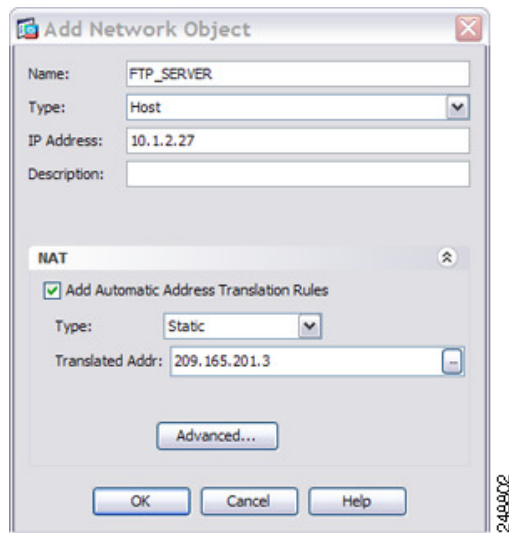 Add Network Object
Name: FTP_SERVER
Type: Host
IP Address: 10.1.2.27
Description:
NAT
Add Automatic Address Translation Rules
Type: Static
Translated Addr: 209.165.201.3
...
Advanced...
OK Cancel Help
248802